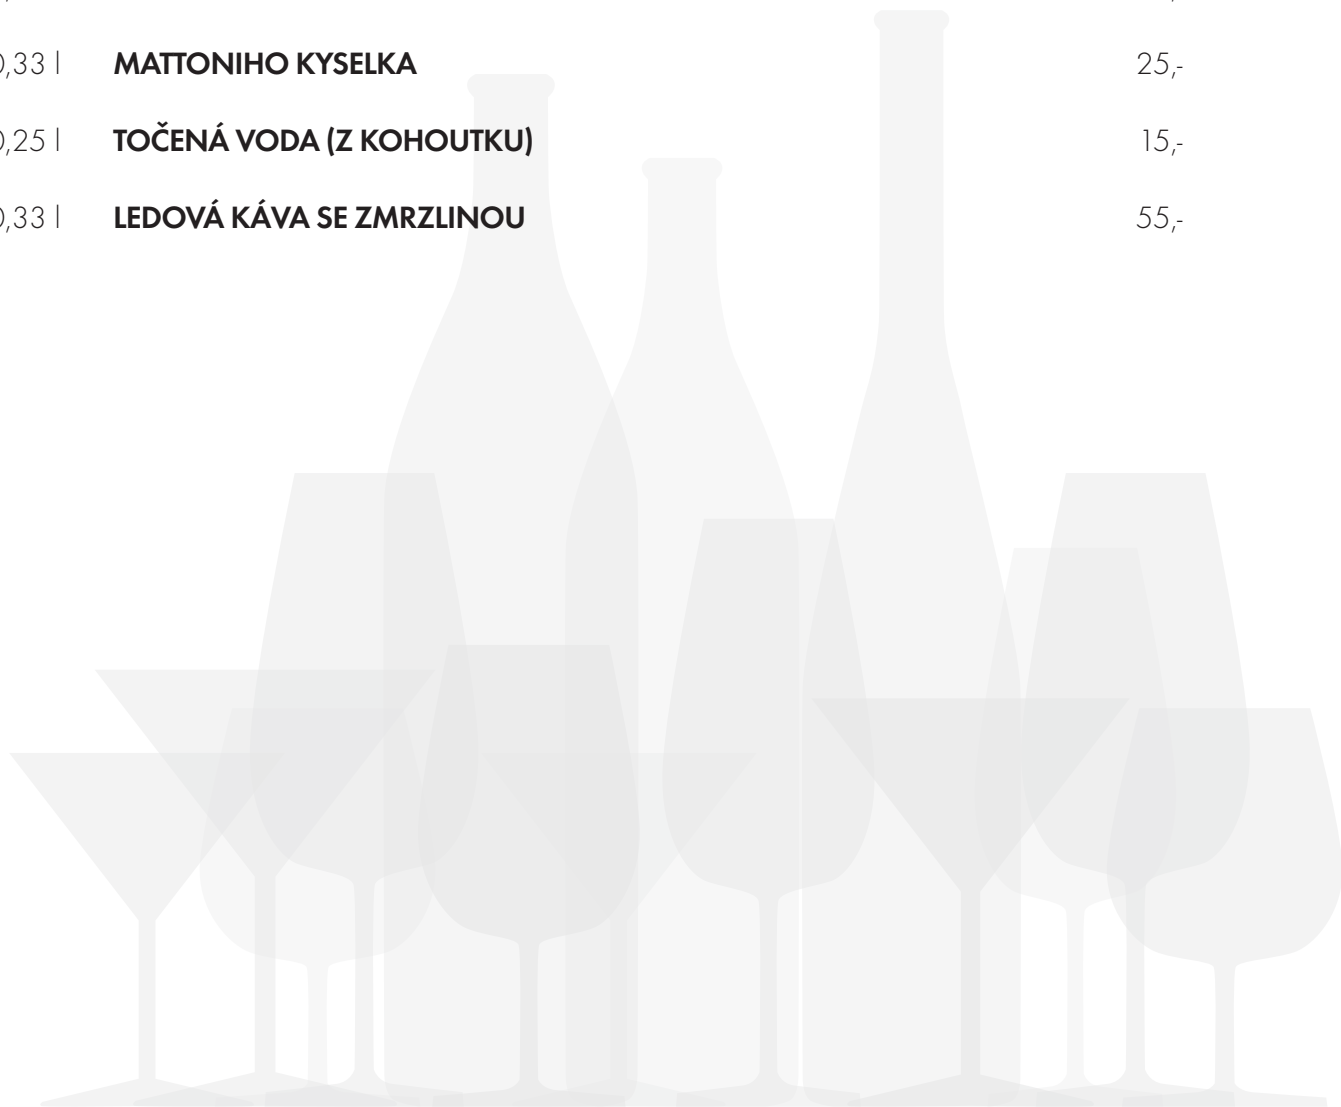 0,33 l MATTONIHO KYSELKA 25,-
0,25 l TOČENÁ VODA (Z KOHOUTKU) 15,-
0,33 l LEDOVÁ KÁVA SE ZMRZLINOU 55,-